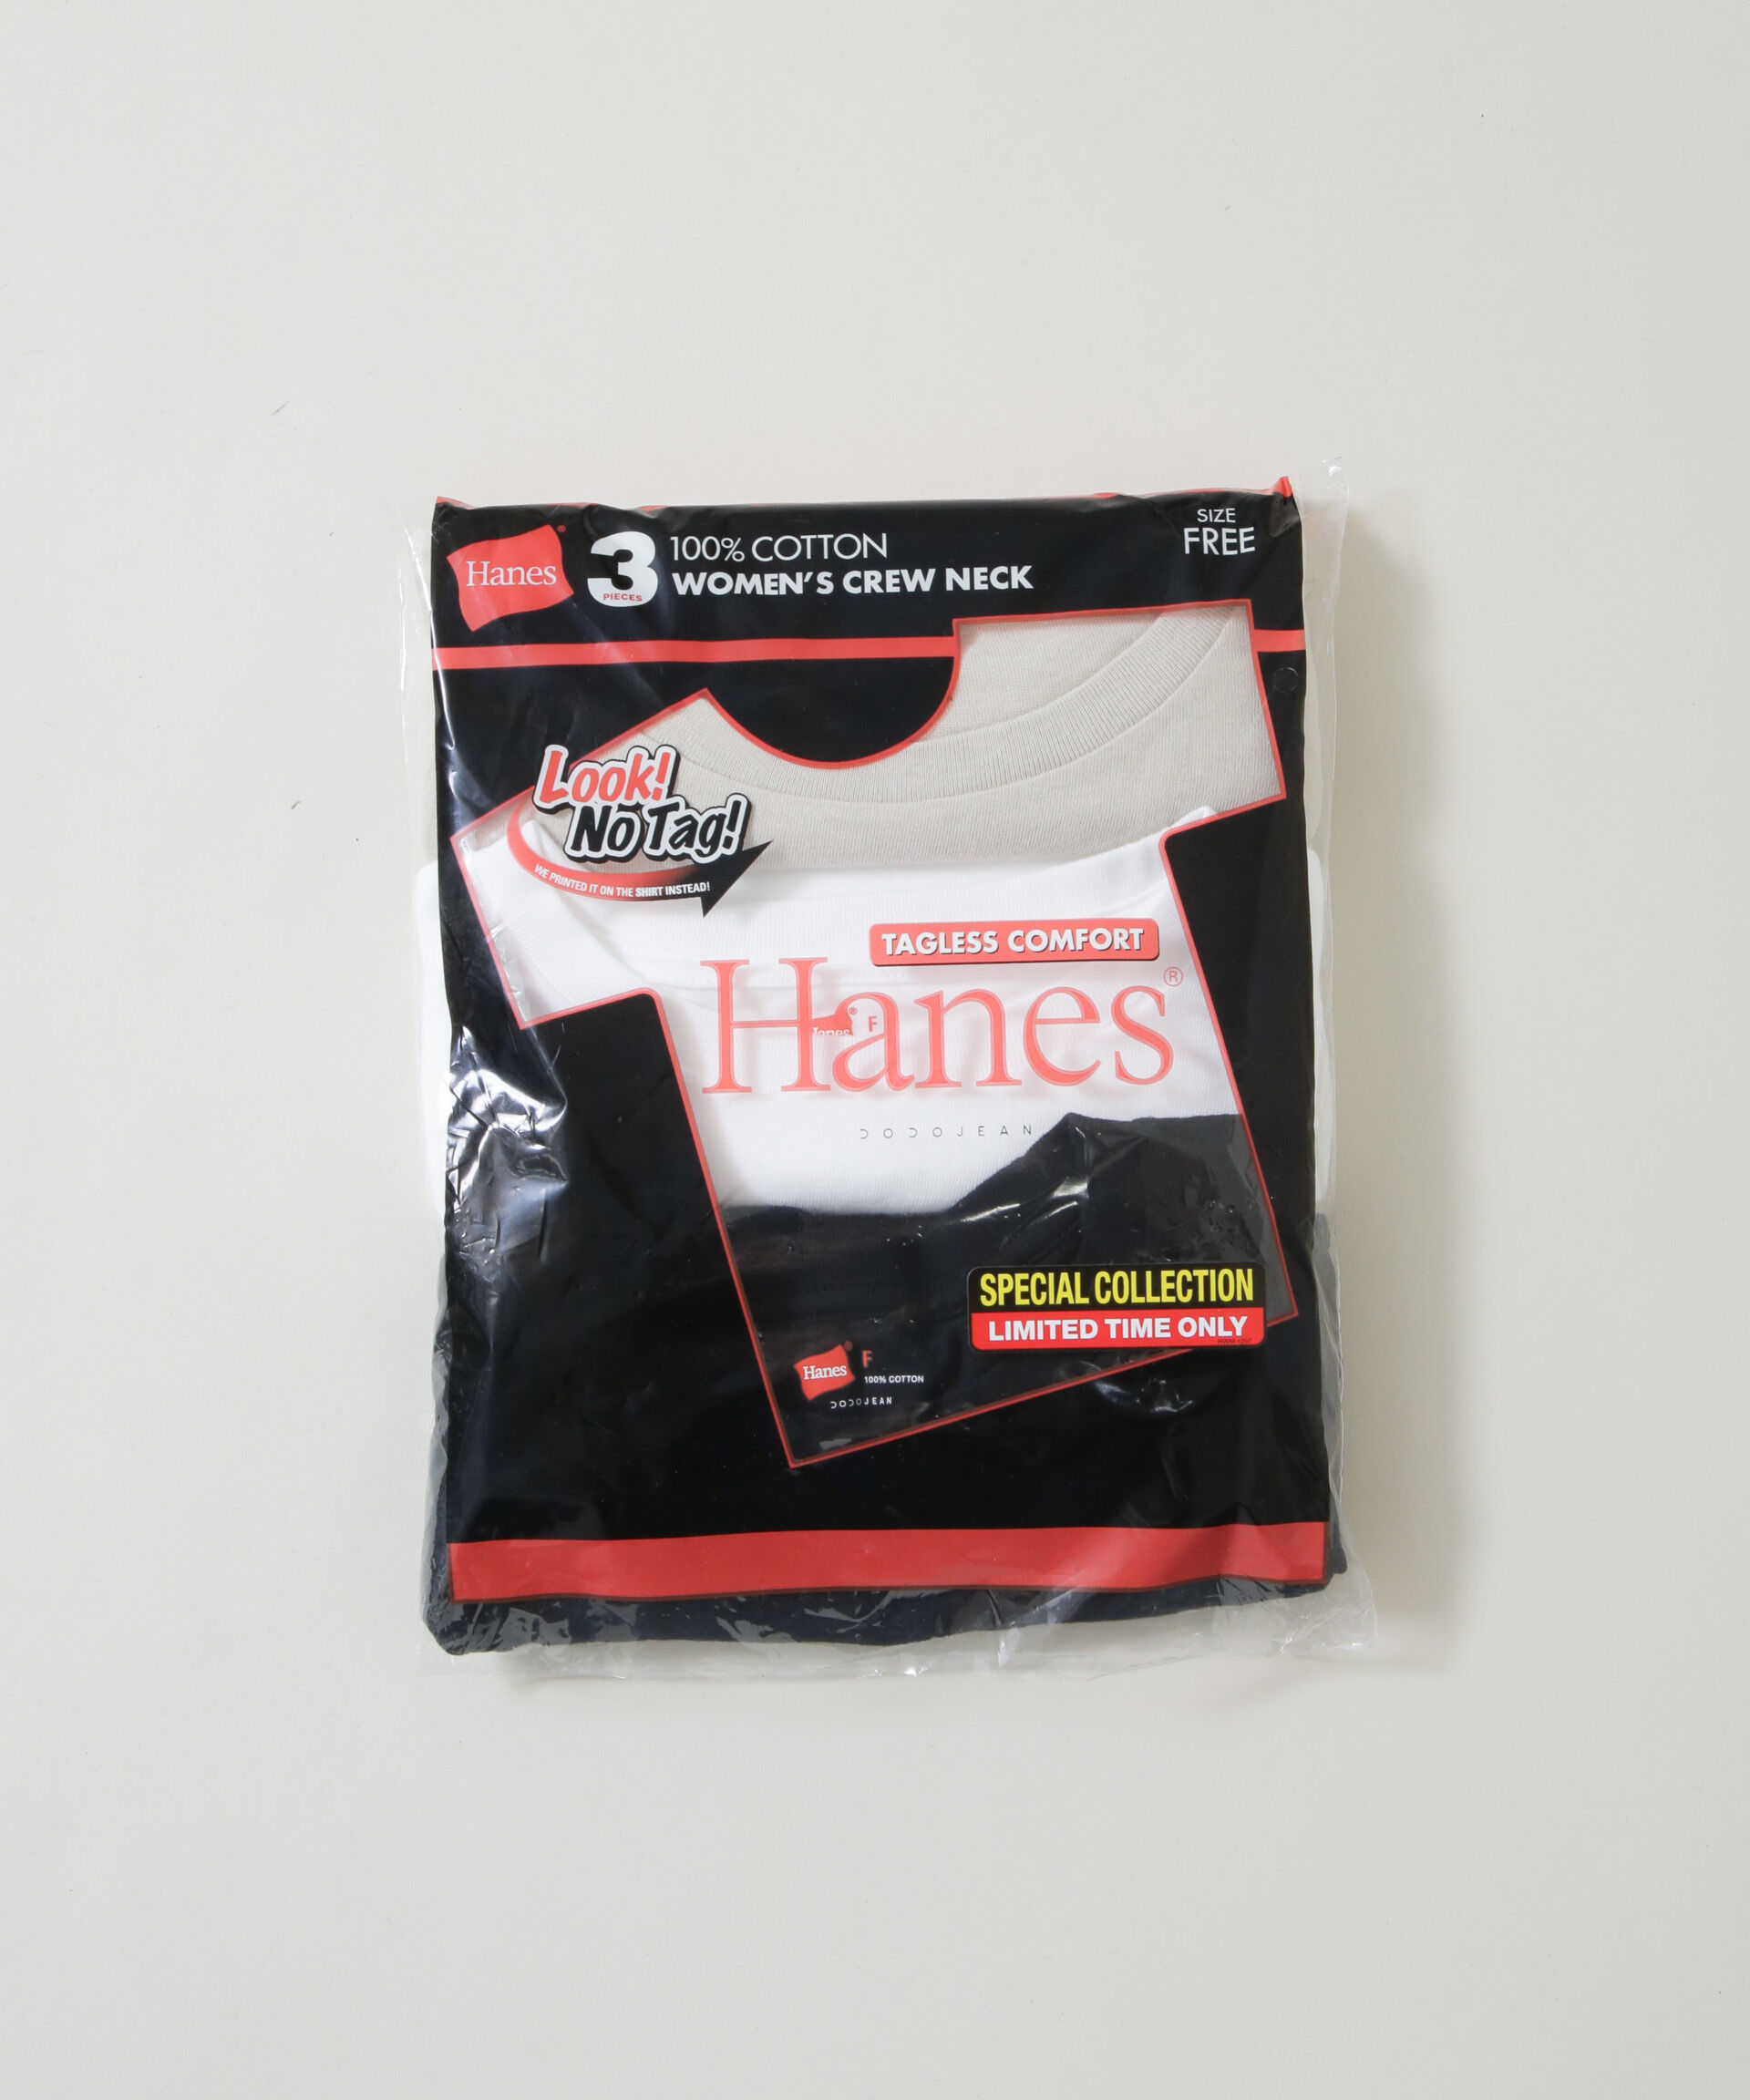 Hanes®
3
PIECES
100% COTTON
WOMEN'S CREW NECK
SIZE
FREE
Look!
No Tag!
WE PRINTED IT ON THE SHIRT INSTEAD!
TAGLESS COMFORT
Hanes®
Hanes® F
DODOJEAN
SPECIAL COLLECTION
LIMITED TIME ONLY
Hanes® F
100% COTTON
DODOJEAN